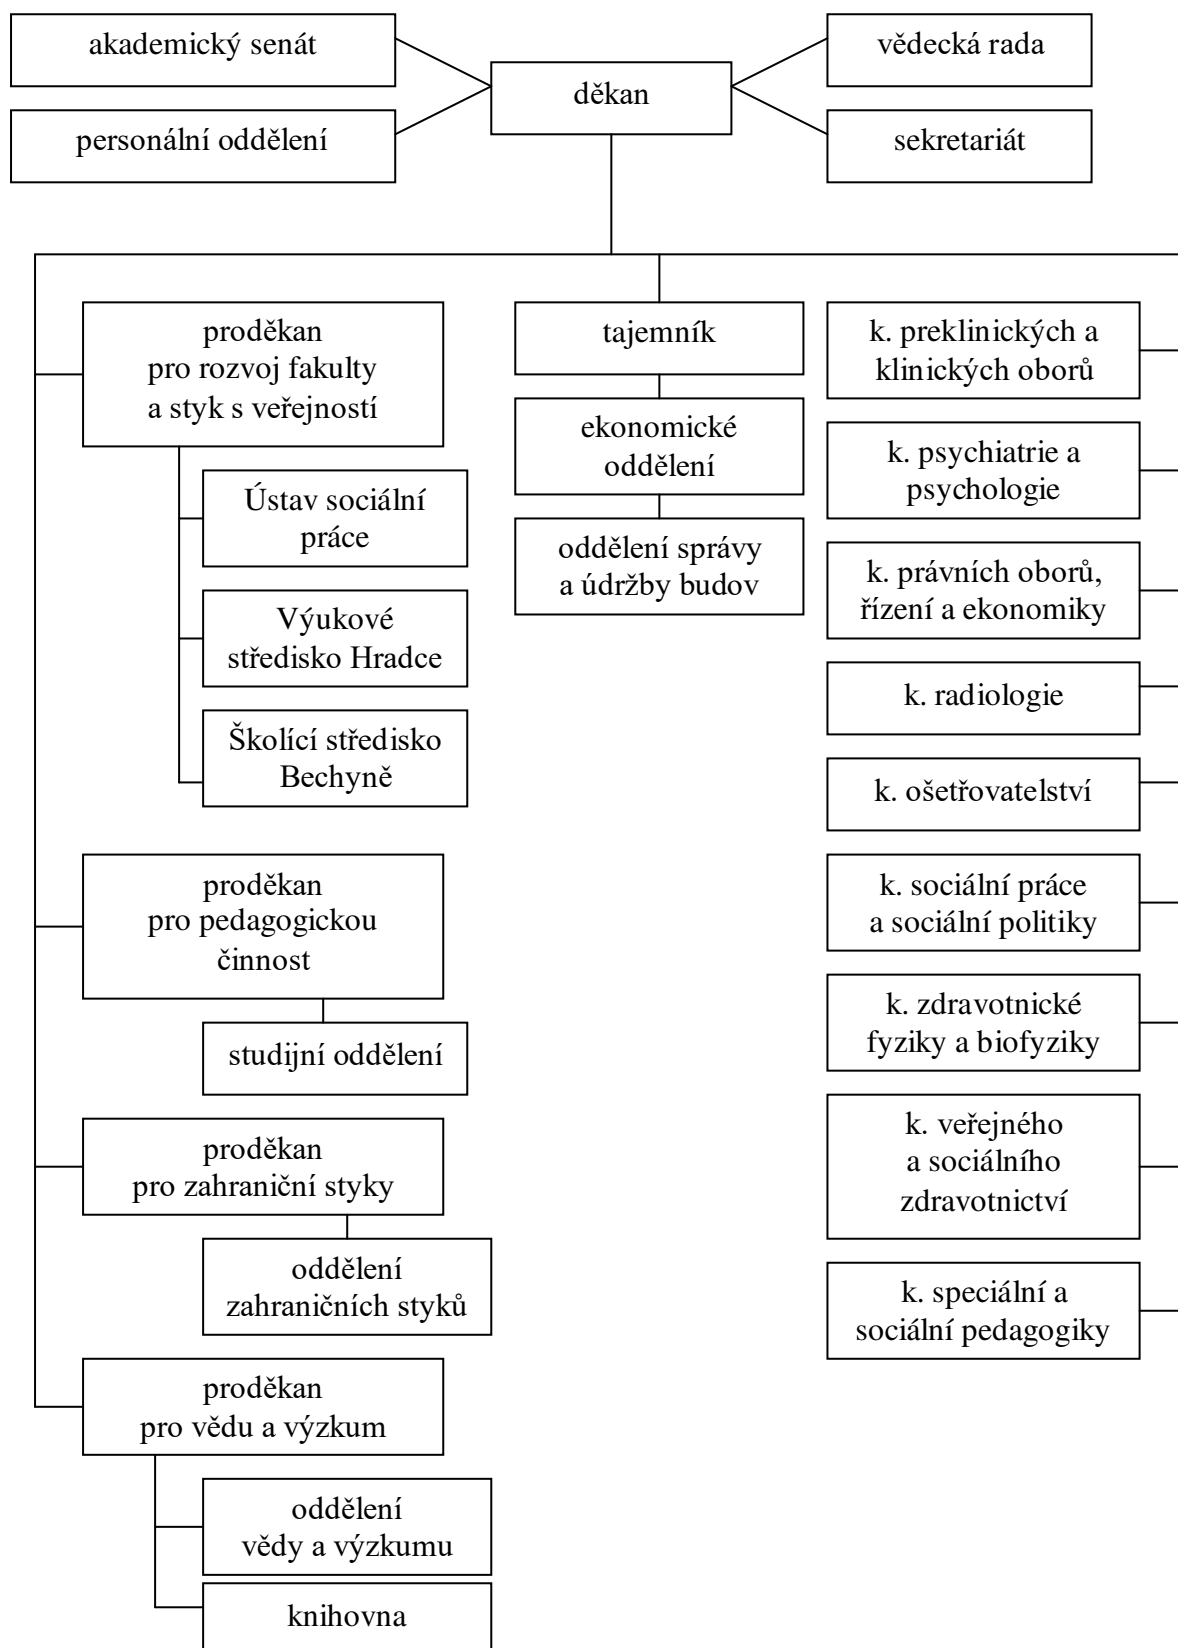 akademický senát
personální oddělení
děkan
vědecká rada
sekretariát
proděkan
pro rozvoj fakulty
a styk s veřejností
Ústav sociální
práce
Výukové
středisko Hradce
Školící středisko
Bechyně
proděkan
pro pedagogickou
činnost
studijní oddělení
proděkan
pro zahraniční styky
oddělení
zahraničních styků
proděkan
pro vědu a výzkum
oddělení
vědy a výzkumu
knihovna
tajemník
ekonomické
oddělení
oddělení správy
a údržby budov
k. preklinických a
klinických oborů
k. psychiatrie a
psychologie
k. právních oborů,
řízení a ekonomiky
k. radiologie
k. ošetřovatelství
k. sociální práce
a sociální politiky
k. zdravotnické
fyziky a biofyziky
k. veřejného
a sociálního
zdravotnictví
k. speciální a
sociální pedagogiky